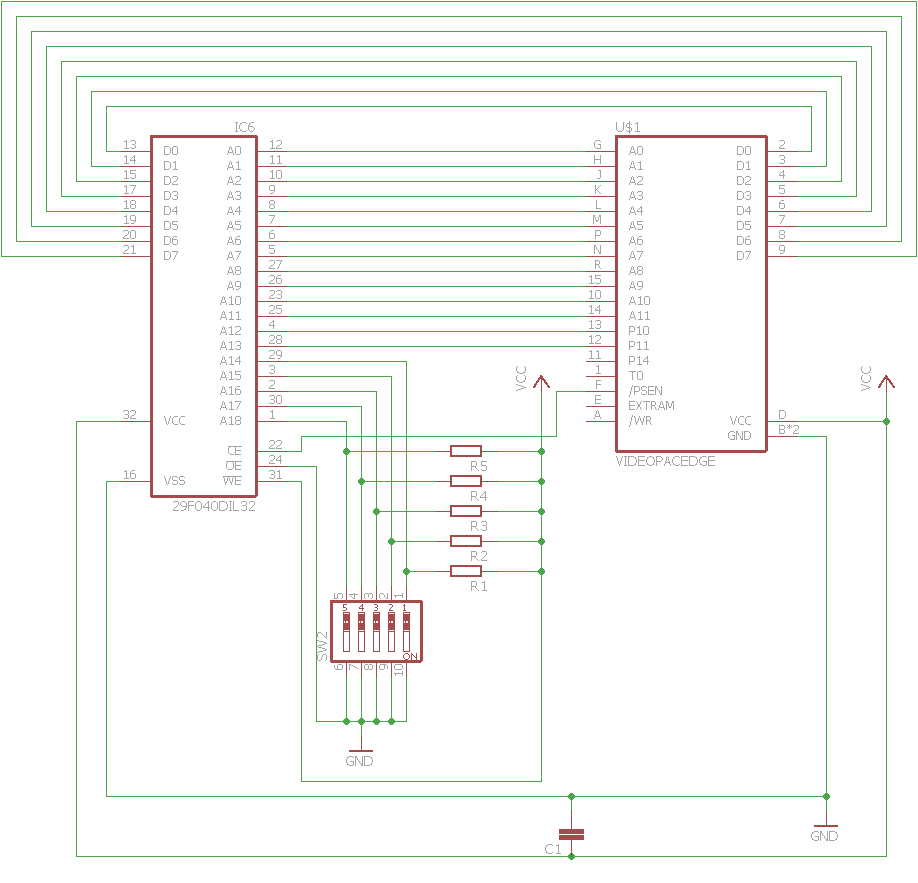 IC6 U$1
13 D0 A0 12 G A0 D0 2
14 D1 A1 11 H A1 D1 3
15 D2 A2 10 J A2 D2 4
17 D3 A3 9 K A3 D3 5
18 D4 A4 8 L A4 D4 6
19 D5 A5 7 M A5 D5 7
20 D6 A6 6 P A6 D6 8
21 D7 A7 5 N A7 D7 9
A8 27 R A8
A9 26 15 A9
A10 23 10 A10
A11 25 14 A11
A12 4 13 P10
A13 28 12 P11
A14 29 11 P14
A15 3 VCC 1 T0 VCC
A16 2 F /PSEN
A17 30 E EXTRAM
32 VCC A18 1 A /WR VCC D
GND B*2
CE 22
OE 24 R5 VIDEOPACEDGE
16 VSS WE 31
R4
29F040DIL32
R3
R2
R1
5 4 3 2 1
5 4 3 2 1
SW2
ON
6 7 8 9 10
GND
GND
C1